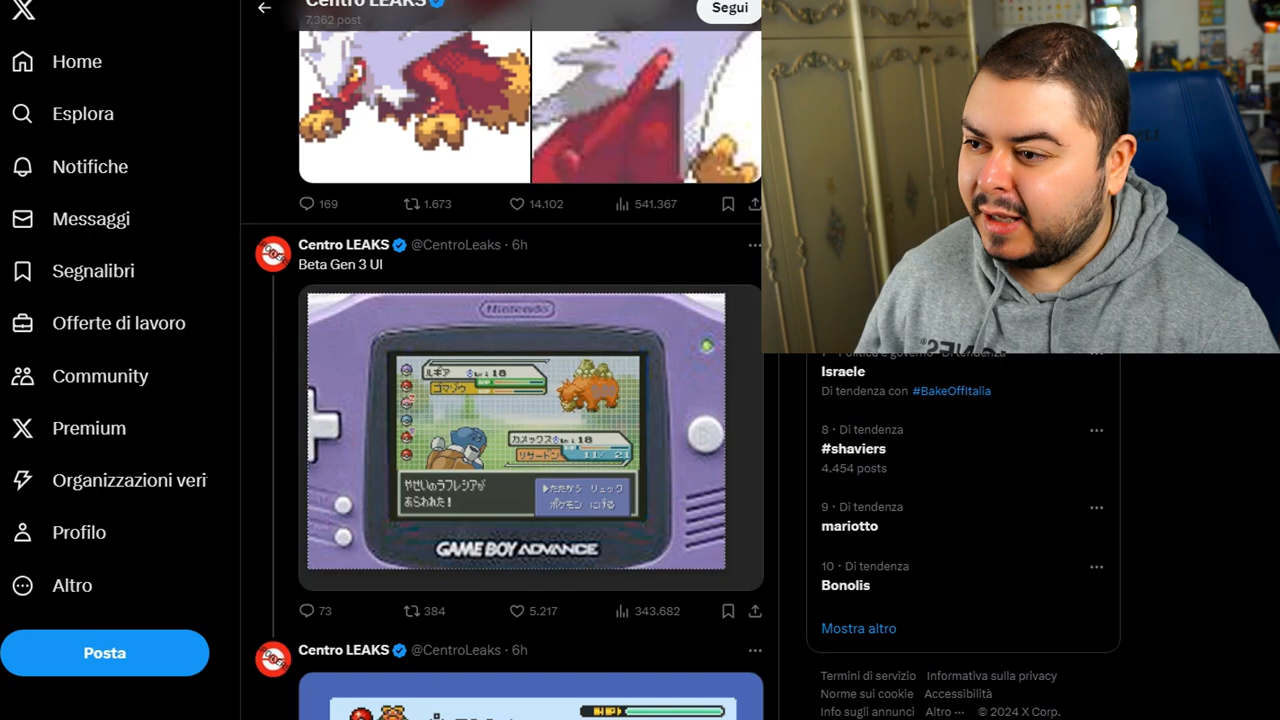 Home
Esplora
Notifiche
Messaggi
Segnalibri
Offerte di lavoro
Community
Premium
Organizzazioni veri
Profilo
Altro
Posta
Centro LEAKS
7.362 post
Segui
169
1.673
14.102
541.367
Centro LEAKS @CentroLeaks · 6h
Beta Gen 3 UI
Nintendo
ルギア Lv:18
ゴマゾウ
カメックス Lv:18
リザードン 11/ 21
やせいのラフレシアが
あらわれた!
▶たたかう リュック
ポケモン にげる
GAME BOY ADVANCE
73
384
5.217
343.682
Centro LEAKS @CentroLeaks · 6h
Israele
Di tendenza con #BakeOffItalia
8 · Di tendenza
#shaviers
4.454 posts
9 · Di tendenza
mariotto
10 · Di tendenza
Bonolis
Mostra altro
Termini di servizio Informativa sulla privacy
Norme sui cookie Accessibilità
Info sugli annunci Altro ··· © 2024 X Corp.